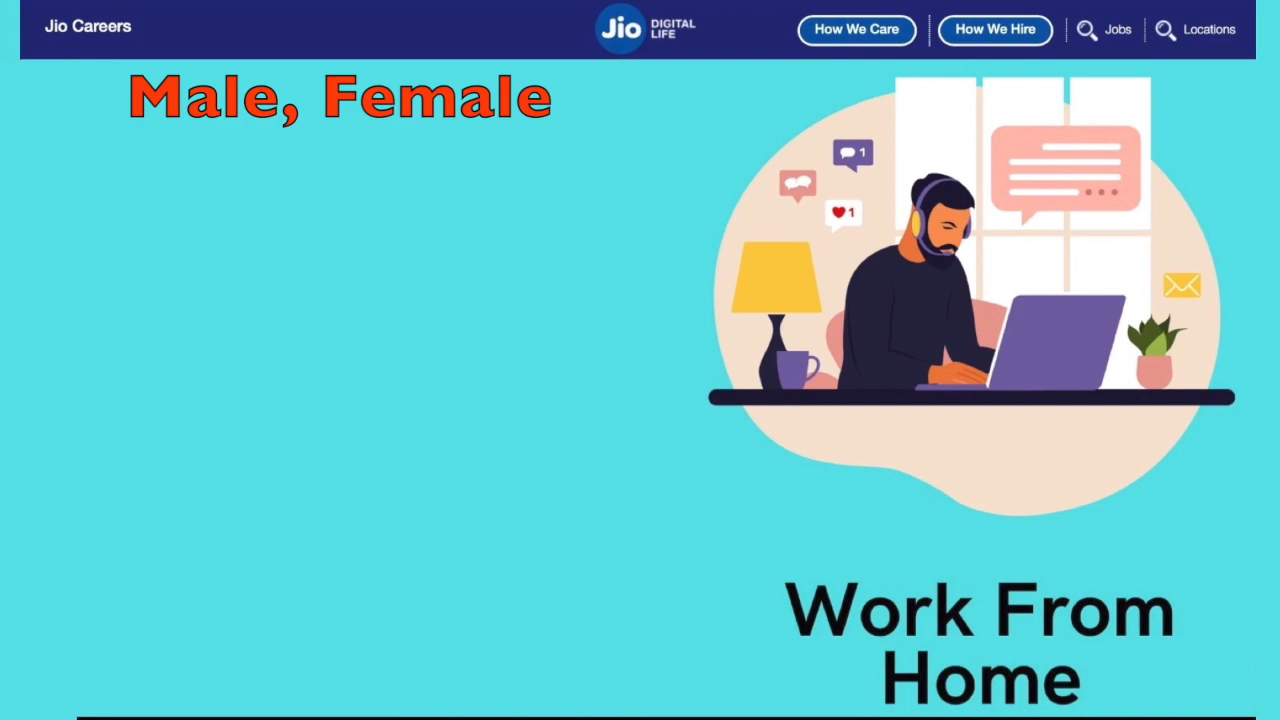 Jio Careers
Jio DIGITAL LIFE
How We Care
How We Hire
Jobs
Locations
Male, Female
1
1
Work From
Home